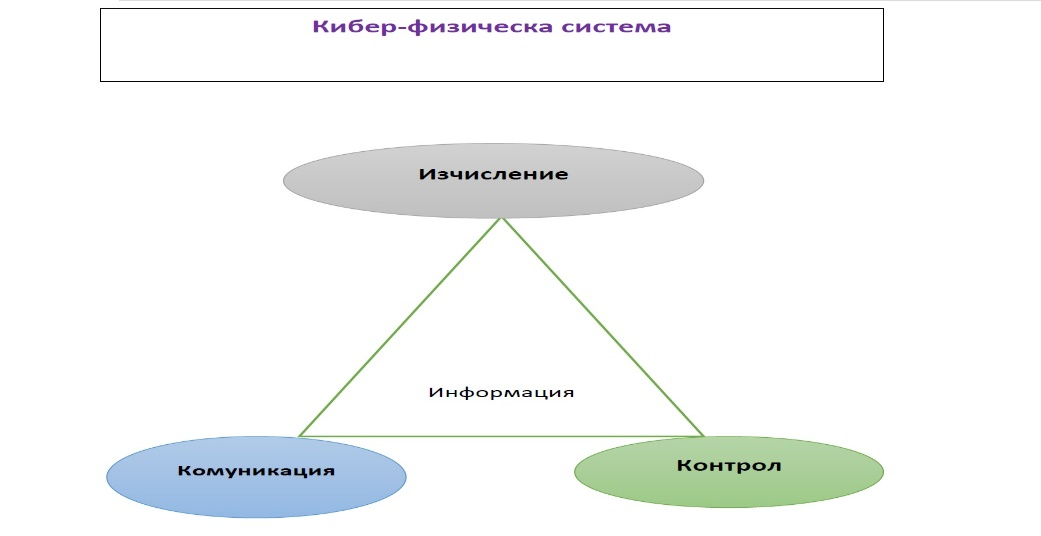 Кибер-физическа система
Изчисление
Информация
Комуникация
Контрол